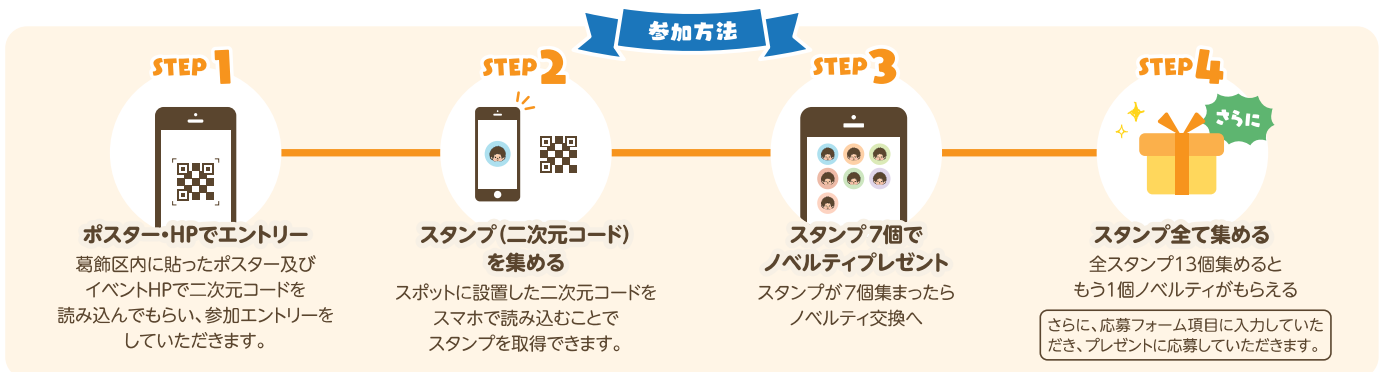 参加方法
STEP 1
ポスター・HPでエントリー
葛飾区内に貼ったポスター及び
イベントHPで二次元コードを
読み込んでもらい、参加エントリーを
していただきます。
STEP 2
スタンプ(二次元コード)
を集める
スポットに設置した二次元コードを
スマホで読み込むことで
スタンプを取得できます。
STEP 3
スタンプ7個で
ノベルティプレゼント
スタンプが7個集まったら
ノベルティ交換へ
STEP 4
さらに
スタンプ全て集める
全スタンプ13個集めると
もう1個ノベルティがもらえる
さらに、応募フォーム項目に入力していた
だき、プレゼントに応募していただきます。